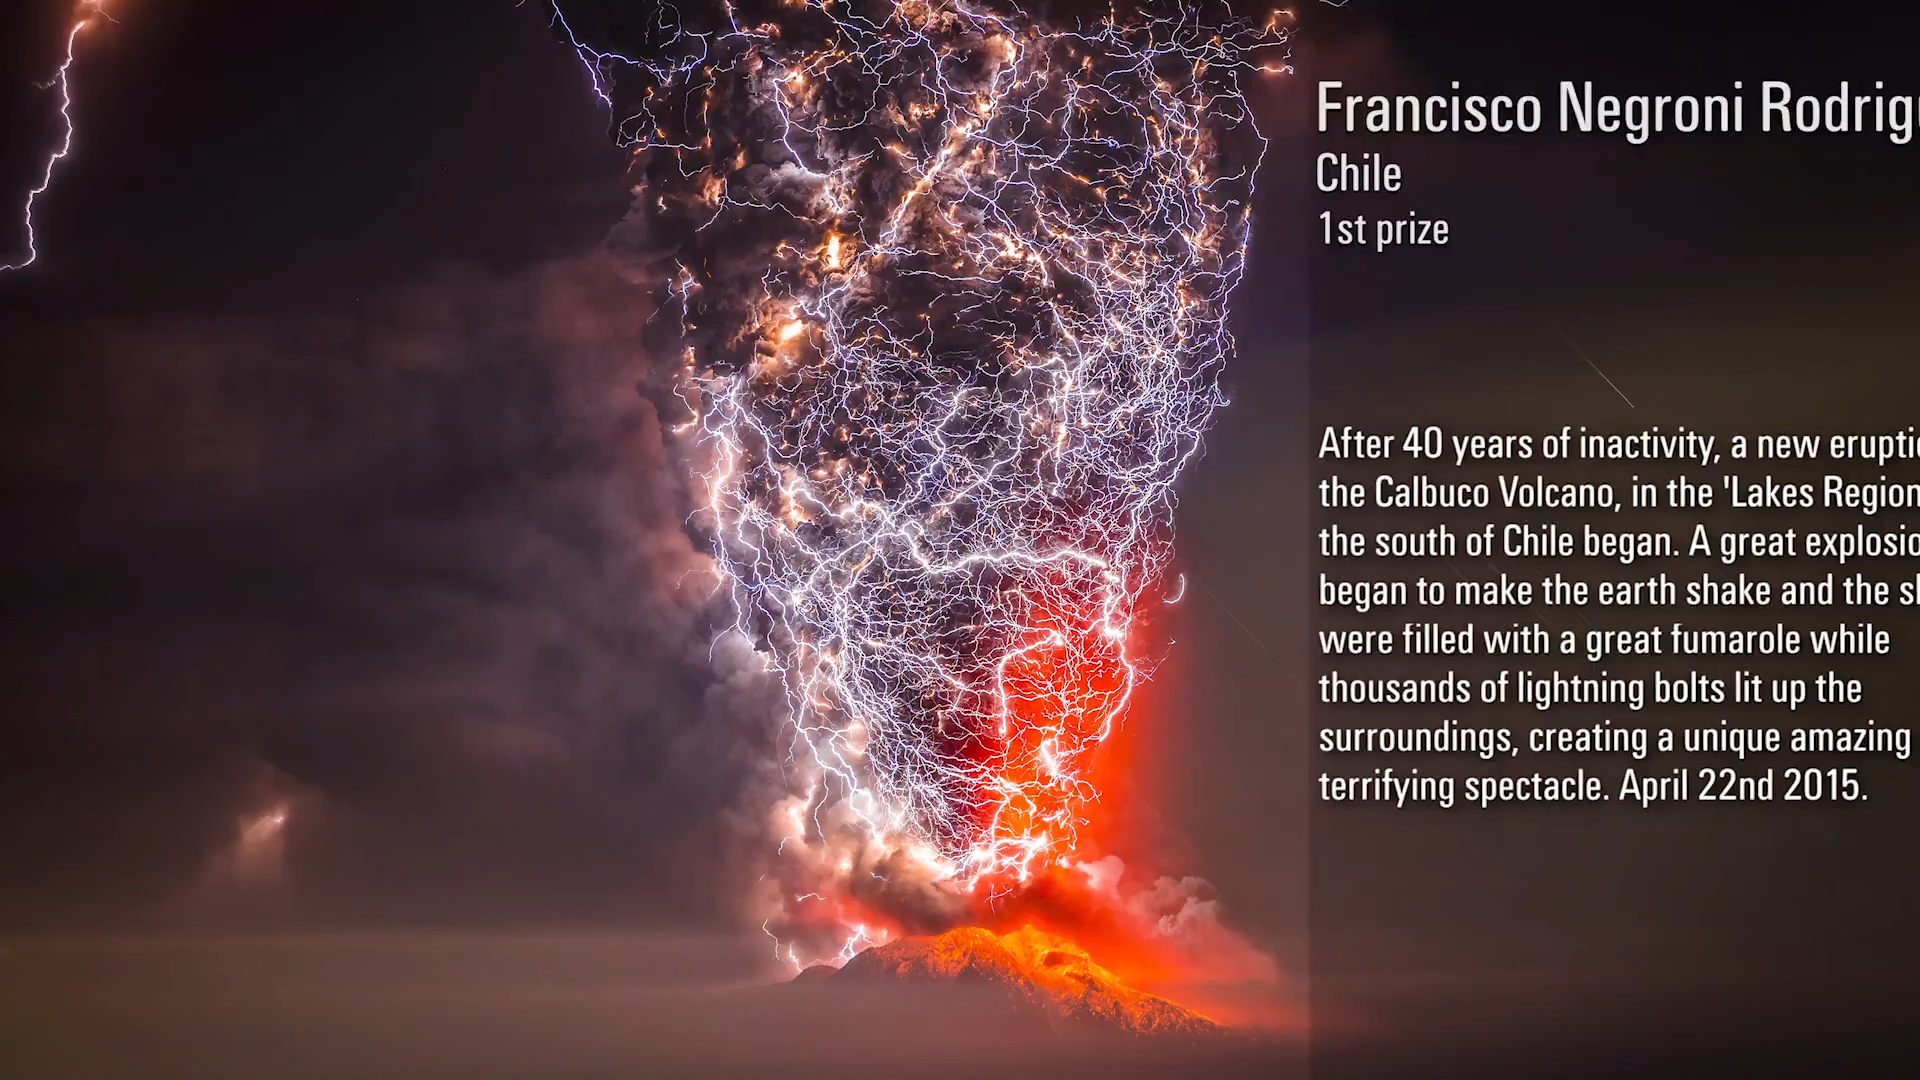 Francisco Negroni Rodrig
Chile
1st prize
After 40 years of inactivity, a new erupti
the Calbuco Volcano, in the 'Lakes Region
the south of Chile began. A great explosio
began to make the earth shake and the s
were filled with a great fumarole while
thousands of lightning bolts lit up the
surroundings, creating a unique amazing
terrifying spectacle. April 22nd 2015.